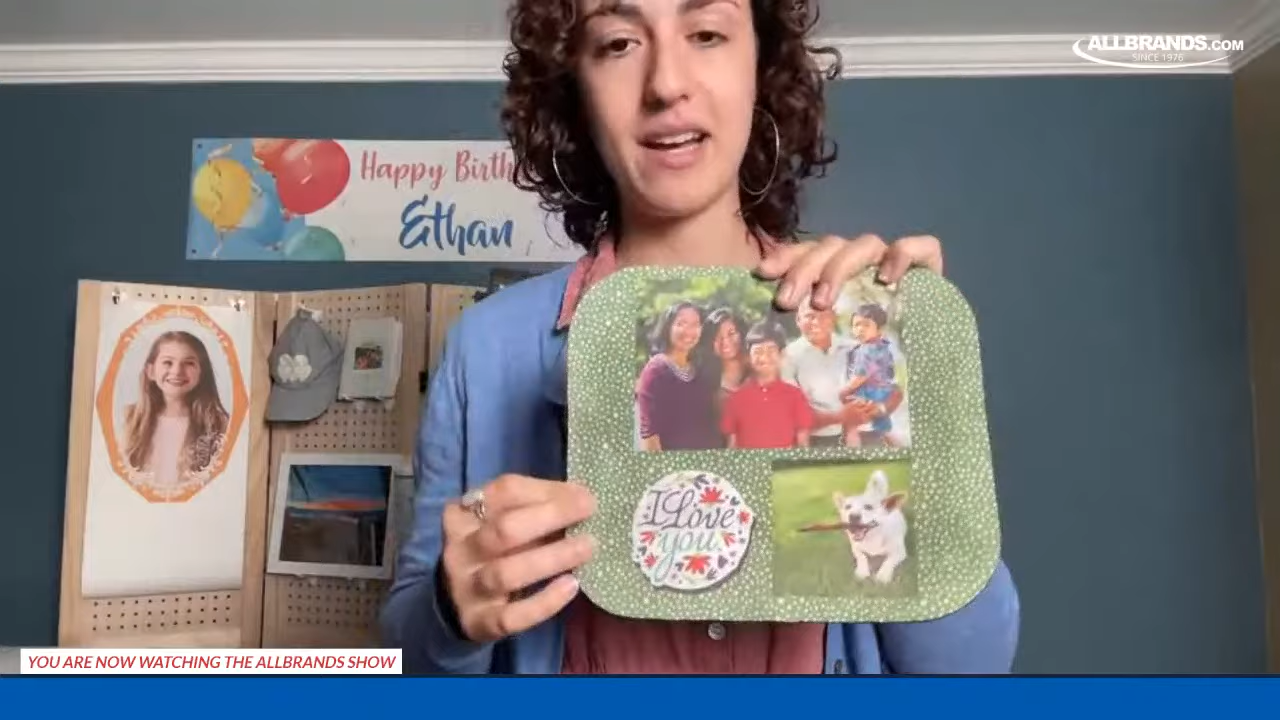 ALLBRANDS.COM
SINCE 1976
Happy Birth
Ethan
I Love
you
YOU ARE NOW WATCHING THE ALLBRANDS SHOW